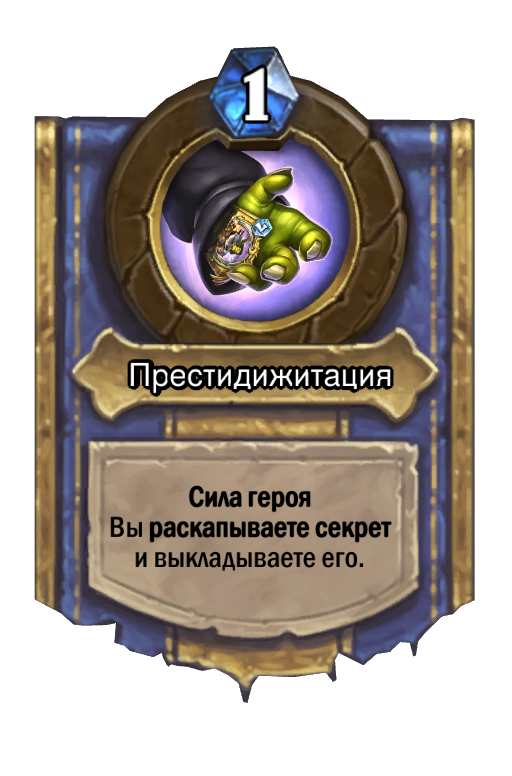 1
Престидижитация
Сила героя
Вы раскапываете секрет
и выкладываете его.